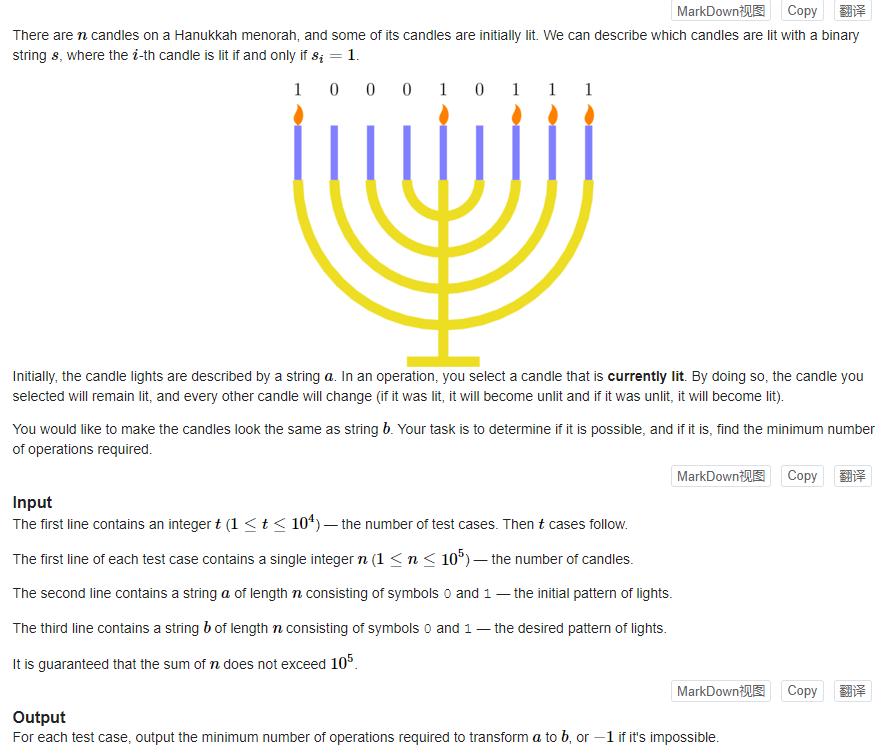 MarkDown视图 Copy 翻译
There are n candles on a Hanukkah menorah, and some of its candles are initially lit. We can describe which candles are lit with a binary
string s, where the i-th candle is lit if and only if sᵢ = 1.
1 0 0 0 1 0 1 1 1
Initially, the candle lights are described by a string a. In an operation, you select a candle that is currently lit. By doing so, the candle you
selected will remain lit, and every other candle will change (if it was lit, it will become unlit and if it was unlit, it will become lit).
You would like to make the candles look the same as string b. Your task is to determine if it is possible, and if it is, find the minimum number
of operations required.
MarkDown视图 Copy 翻译
Input
The first line contains an integer t (1 ≤ t ≤ 10⁴) — the number of test cases. Then t cases follow.
The first line of each test case contains a single integer n (1 ≤ n ≤ 10⁵) — the number of candles.
The second line contains a string a of length n consisting of symbols 0 and 1 — the initial pattern of lights.
The third line contains a string b of length n consisting of symbols 0 and 1 — the desired pattern of lights.
It is guaranteed that the sum of n does not exceed 10⁵.
MarkDown视图 Copy 翻译
Output
For each test case, output the minimum number of operations required to transform a to b, or −1 if it's impossible.